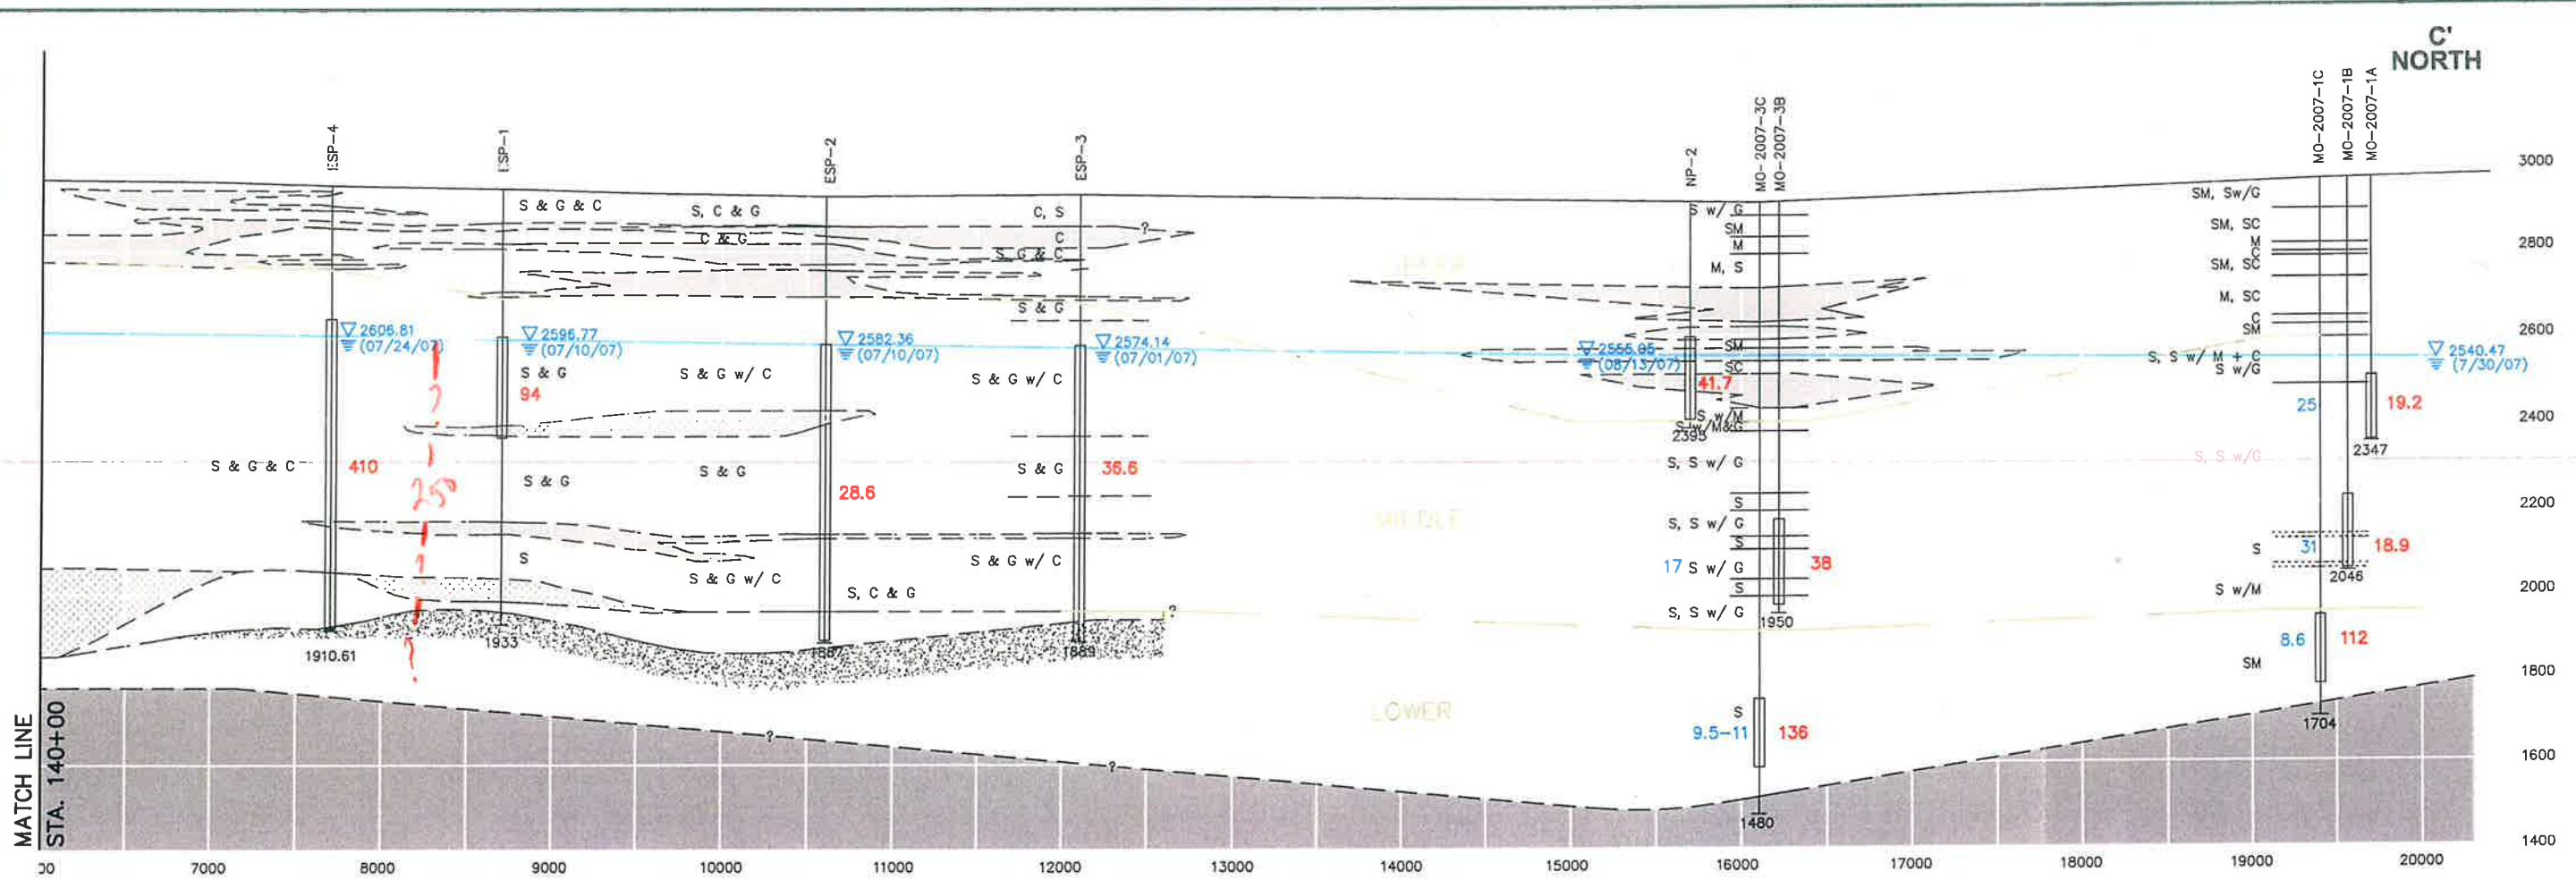 C'
NORTH
ESP-4
ESP-1
ESP-2
ESP-3
NP-2
MO-2007-3C
MO-2007-3B
MO-2007-1C
MO-2007-1B
MO-2007-1A
3000
2800
2600
2400
2200
2000
1800
1600
1400
S & G & C
S, C & G
C, S
C & G
C
?
S, G & C
S & G
S w/ G
SM
M
M, S
SM, Sw/G
SM, SC
M
C
SM, SC
M, SC
C
SM
2606.81
(07/24/07)
2596.77
(07/10/07)
2582.36
(07/10/07)
2574.14
(07/01/07)
(08/13/07)
2540.47
(7/30/07)
SM
SC
S, S w/ M + C
S w/G
S & G
94
S & G w/ C
S & G w/ C
41.7
25
19.2
S w/M
S w/M&G
2395
2347
S & G & C
410
250
?
S & G
S & G
28.6
S & G
36.6
S, S w/ G
S, S w/G
S
S, S w/ G
S
MIDDLE
S
S & G w/ C
S, C & G
S & G w/ C
17
S w/ G
38
S
S, S w/ G
S
31
18.9
2046
S w/M
?
1910.61
1933
1887
1889
1950
8.6
112
SM
LOWER
S
9.5-11
136
1704
?
?
1480
MATCH LINE
STA. 140+00
00
7000
8000
9000
10000
11000
12000
13000
14000
15000
16000
17000
18000
19000
20000